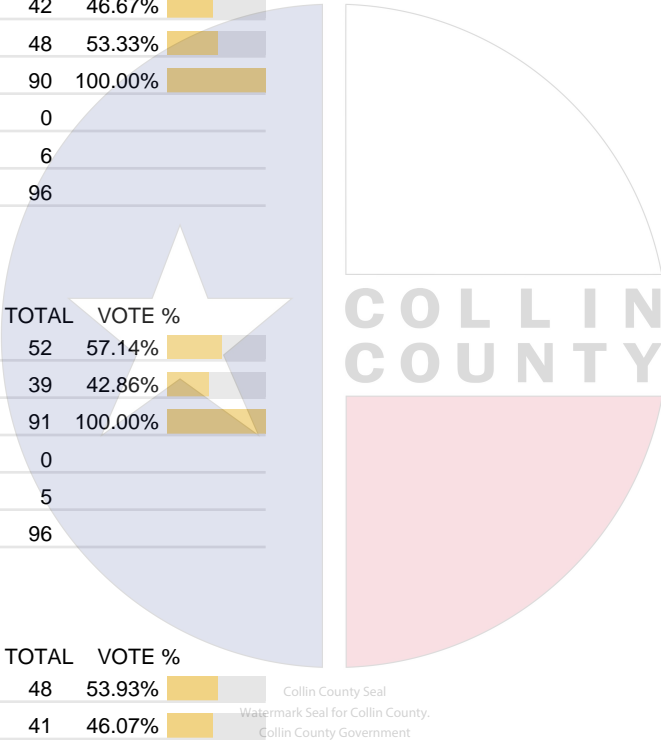 42 46.67%
48 53.33%
90 100.00%
0
6
96
TOTAL VOTE %
52 57.14%
39 42.86%
91 100.00%
0
5
96
COLLIN
COUNTY
TOTAL VOTE %
48 53.93%
41 46.07%
Collin County Seal
Watermark Seal for Collin County.
Collin County Government